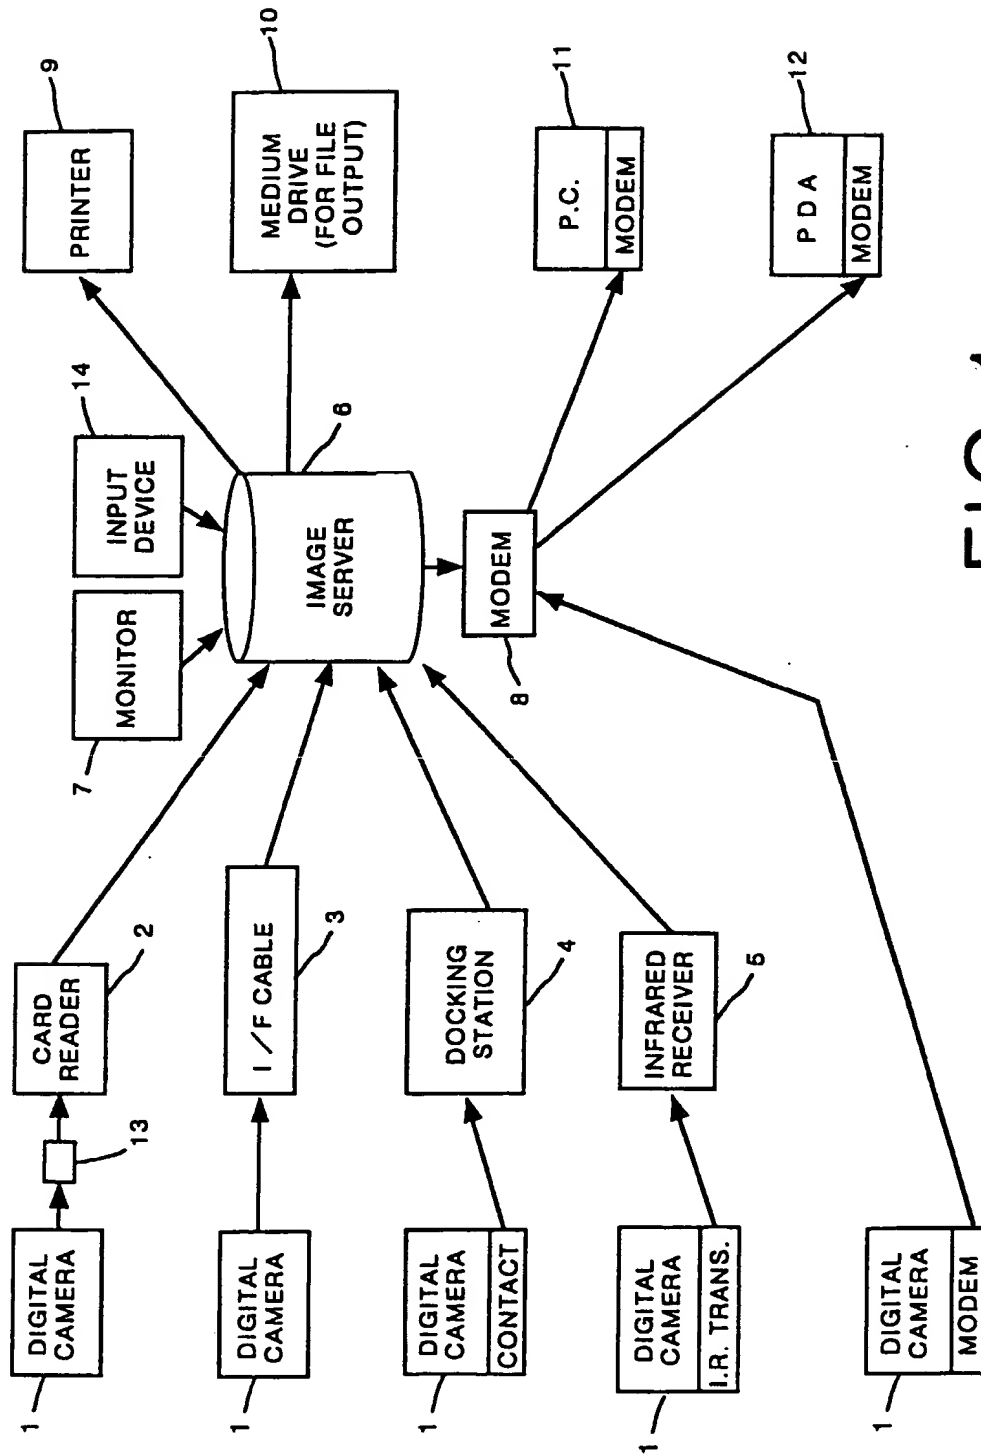 1
DIGITAL
CAMERA
13
CARD
READER
2
7
MONITOR
INPUT
DEVICE
14
PRINTER
9
1
DIGITAL
CAMERA
I/F CABLE
3
IMAGE
SERVER
6
MEDIUM
DRIVE
(FOR FILE
OUTPUT)
10
1
DIGITAL
CAMERA
CONTACT
DOCKING
STATION
4
8
MODEM
P.C.
MODEM
11
1
DIGITAL
CAMERA
I.R. TRANS.
INFRARED
RECEIVER
5
PDA
MODEM
12
1
DIGITAL
CAMERA
MODEM
FIG.